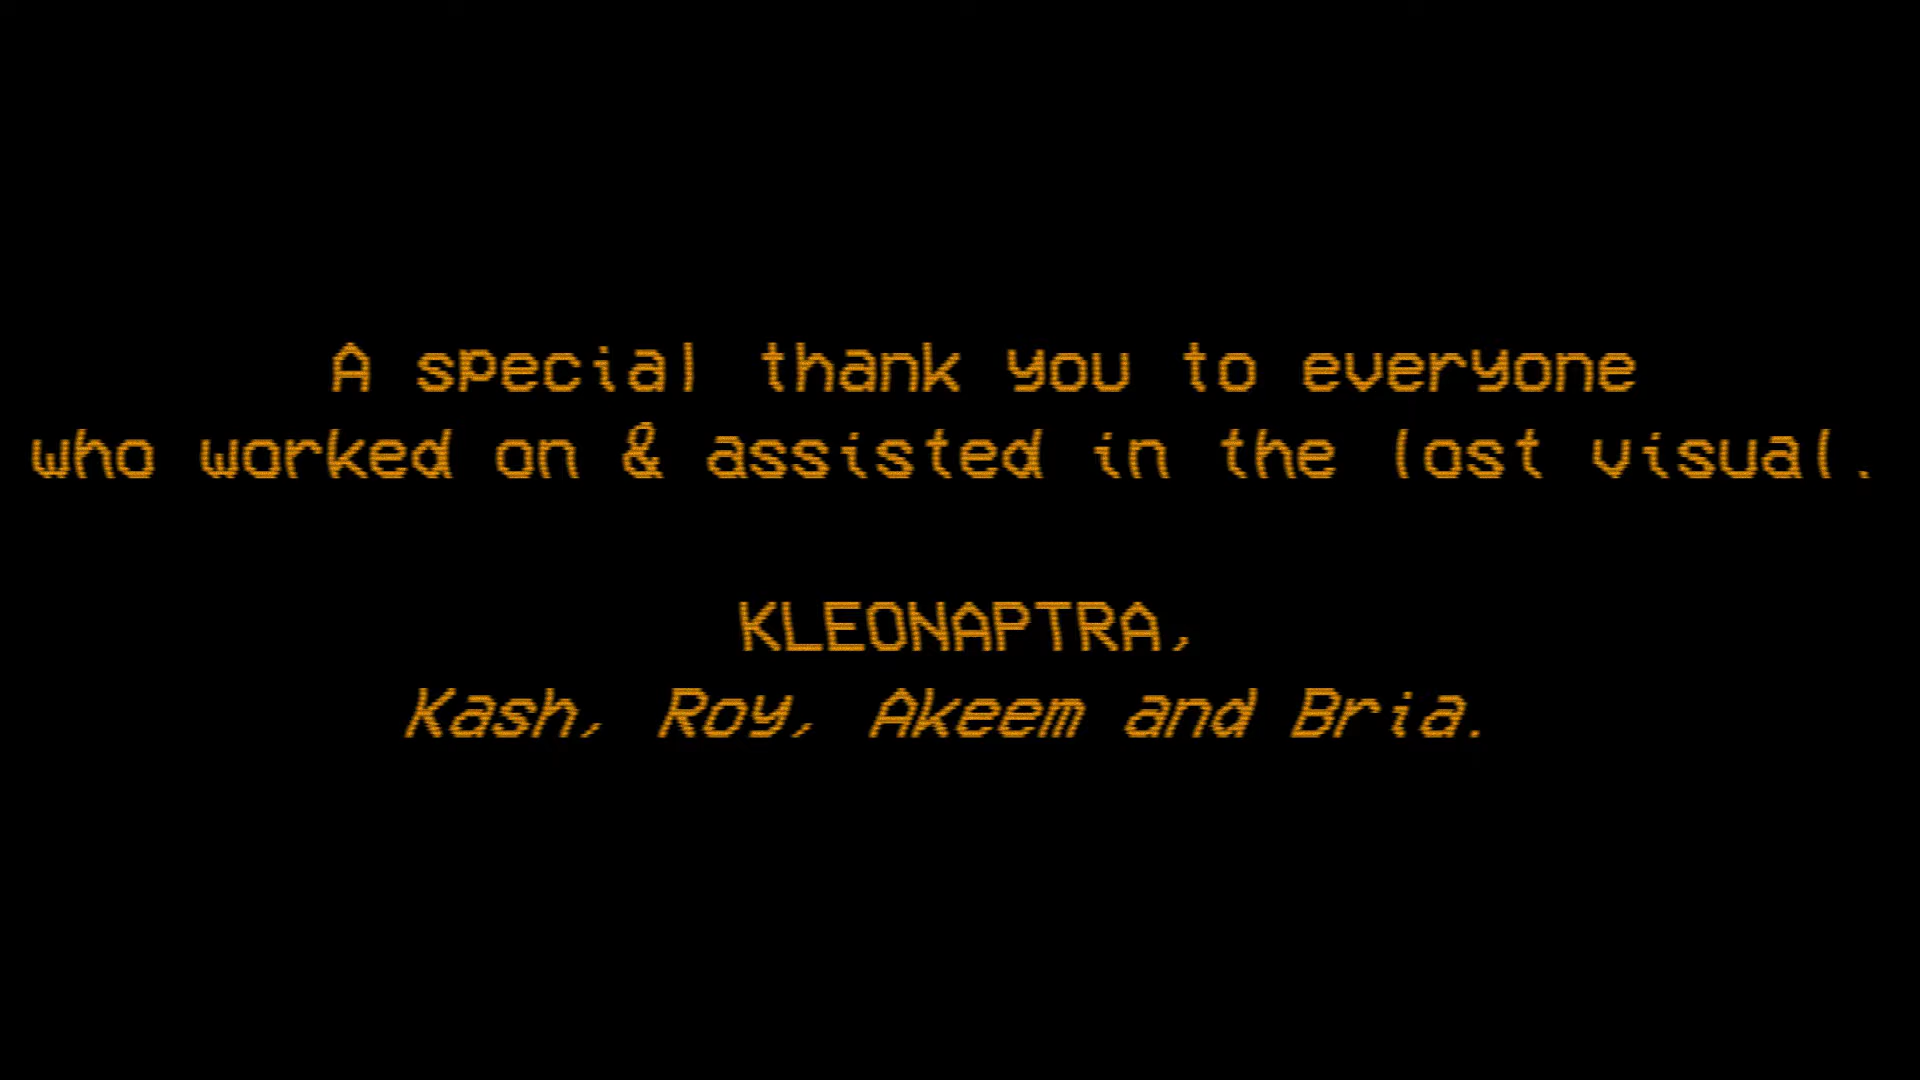 A special thank you to everyone
who worked on & assisted in the lost visual.
KLEONAPTRA,
Kash, Roy, Akeem and Bria.